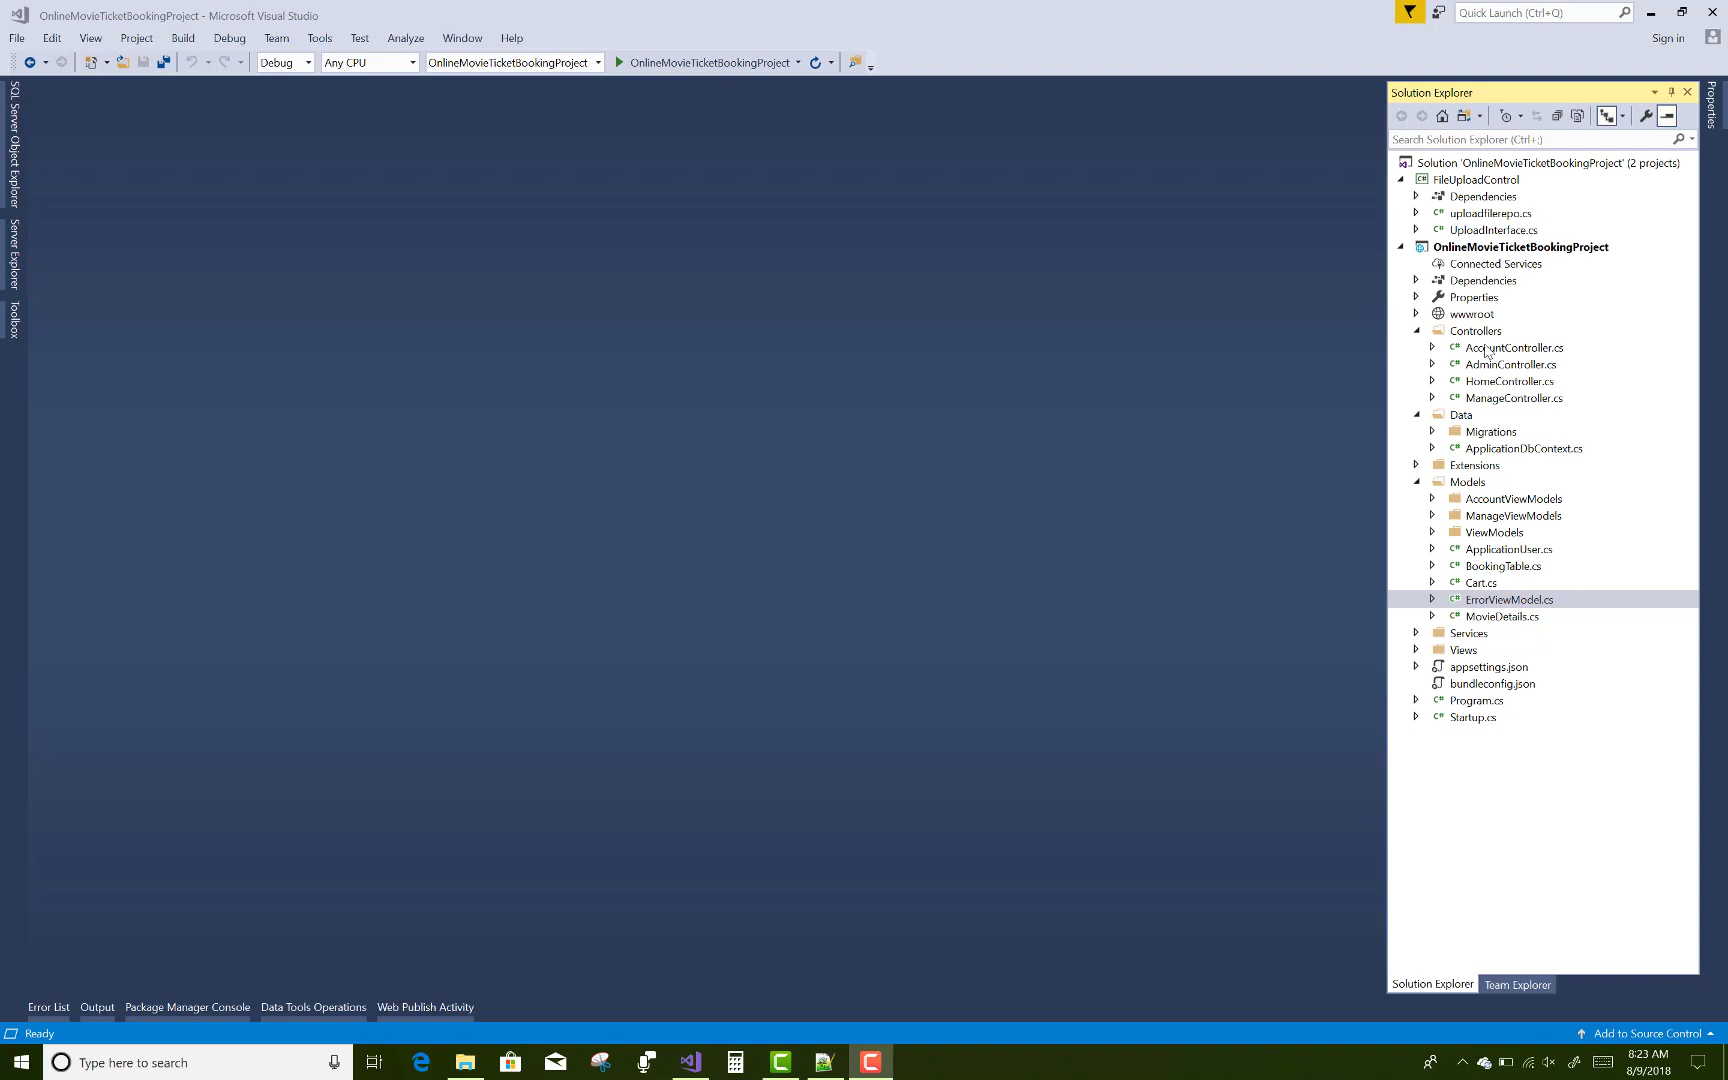 OnlineMovieTicketBookingProject - Microsoft Visual Studio
Quick Launch (Ctrl+Q)
File Edit View Project Build Debug Team Tools Test Analyze Window Help
Sign in
Debug Any CPU OnlineMovieTicketBookingProject OnlineMovieTicketBookingProject
SQL Server Object Explorer
Server Explorer
Toolbox
Properties
Solution Explorer
Search Solution Explorer (Ctrl+;)
Solution 'OnlineMovieTicketBookingProject' (2 projects)
C# FileUploadControl
Dependencies
C# uploadfilerepo.cs
C# UploadInterface.cs
OnlineMovieTicketBookingProject
Connected Services
Dependencies
Properties
wwwroot
Controllers
C# AccountController.cs
C# AdminController.cs
C# HomeController.cs
C# ManageController.cs
Data
Migrations
C# ApplicationDbContext.cs
Extensions
Models
AccountViewModels
ManageViewModels
ViewModels
C# ApplicationUser.cs
C# BookingTable.cs
C# Cart.cs
C# ErrorViewModel.cs
C# MovieDetails.cs
Services
Views
appsettings.json
bundleconfig.json
C# Program.cs
C# Startup.cs
Solution Explorer Team Explorer
Error List Output Package Manager Console Data Tools Operations Web Publish Activity
Ready
Add to Source Control
Type here to search
8:23 AM
8/9/2018